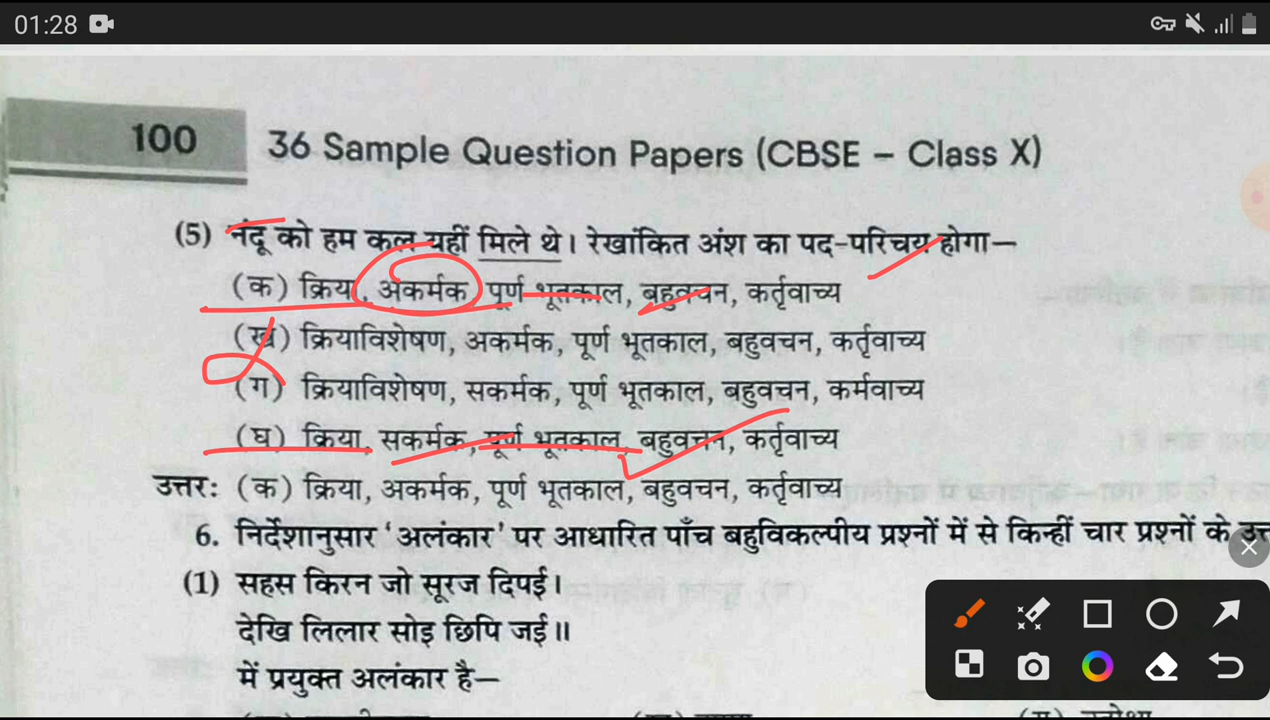 01:28
100 36 Sample Question Papers (CBSE – Class X)
(5) नंदू को हम कल यहीं मिले थे। रेखांकित अंश का पद-परिचय होगा—
(क) क्रिया, अकर्मक, पूर्ण भूतकाल, बहुवचन, कर्तृवाच्य
(ख) क्रियाविशेषण, अकर्मक, पूर्ण भूतकाल, बहुवचन, कर्तृवाच्य
(ग) क्रियाविशेषण, सकर्मक, पूर्ण भूतकाल, बहुवचन, कर्मवाच्य
(घ) क्रिया, सकर्मक, पूर्ण भूतकाल, बहुवचन, कर्तृवाच्य
उत्तर: (क) क्रिया, अकर्मक, पूर्ण भूतकाल, बहुवचन, कर्तृवाच्य
6. निर्देशानुसार 'अलंकार' पर आधारित पाँच बहुविकल्पीय प्रश्नों में से किन्हीं चार प्रश्नों के
(1) सहस किरन जो सूरज दिपई।
देखि लिलार सोइ छिपि जई॥
में प्रयुक्त अलंकार है—